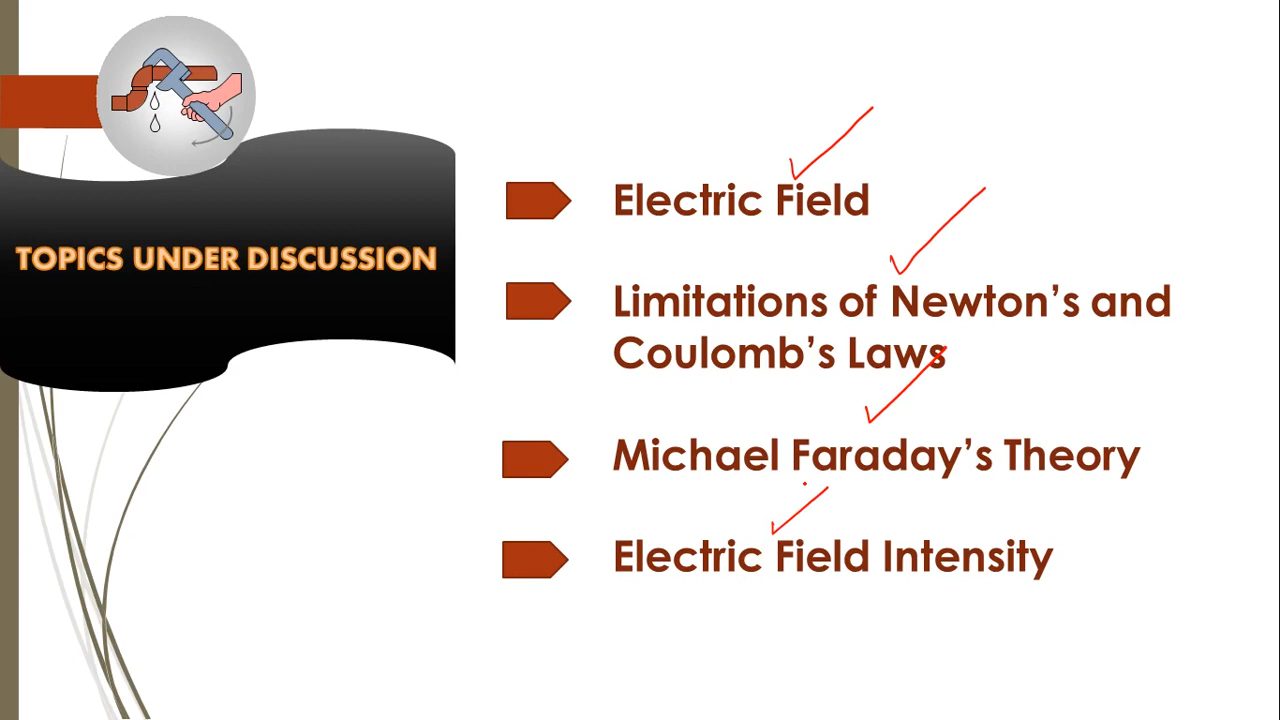 TOPICS UNDER DISCUSSION
Electric Field
Limitations of Newton’s and
Coulomb’s Laws
Michael Faraday’s Theory
Electric Field Intensity